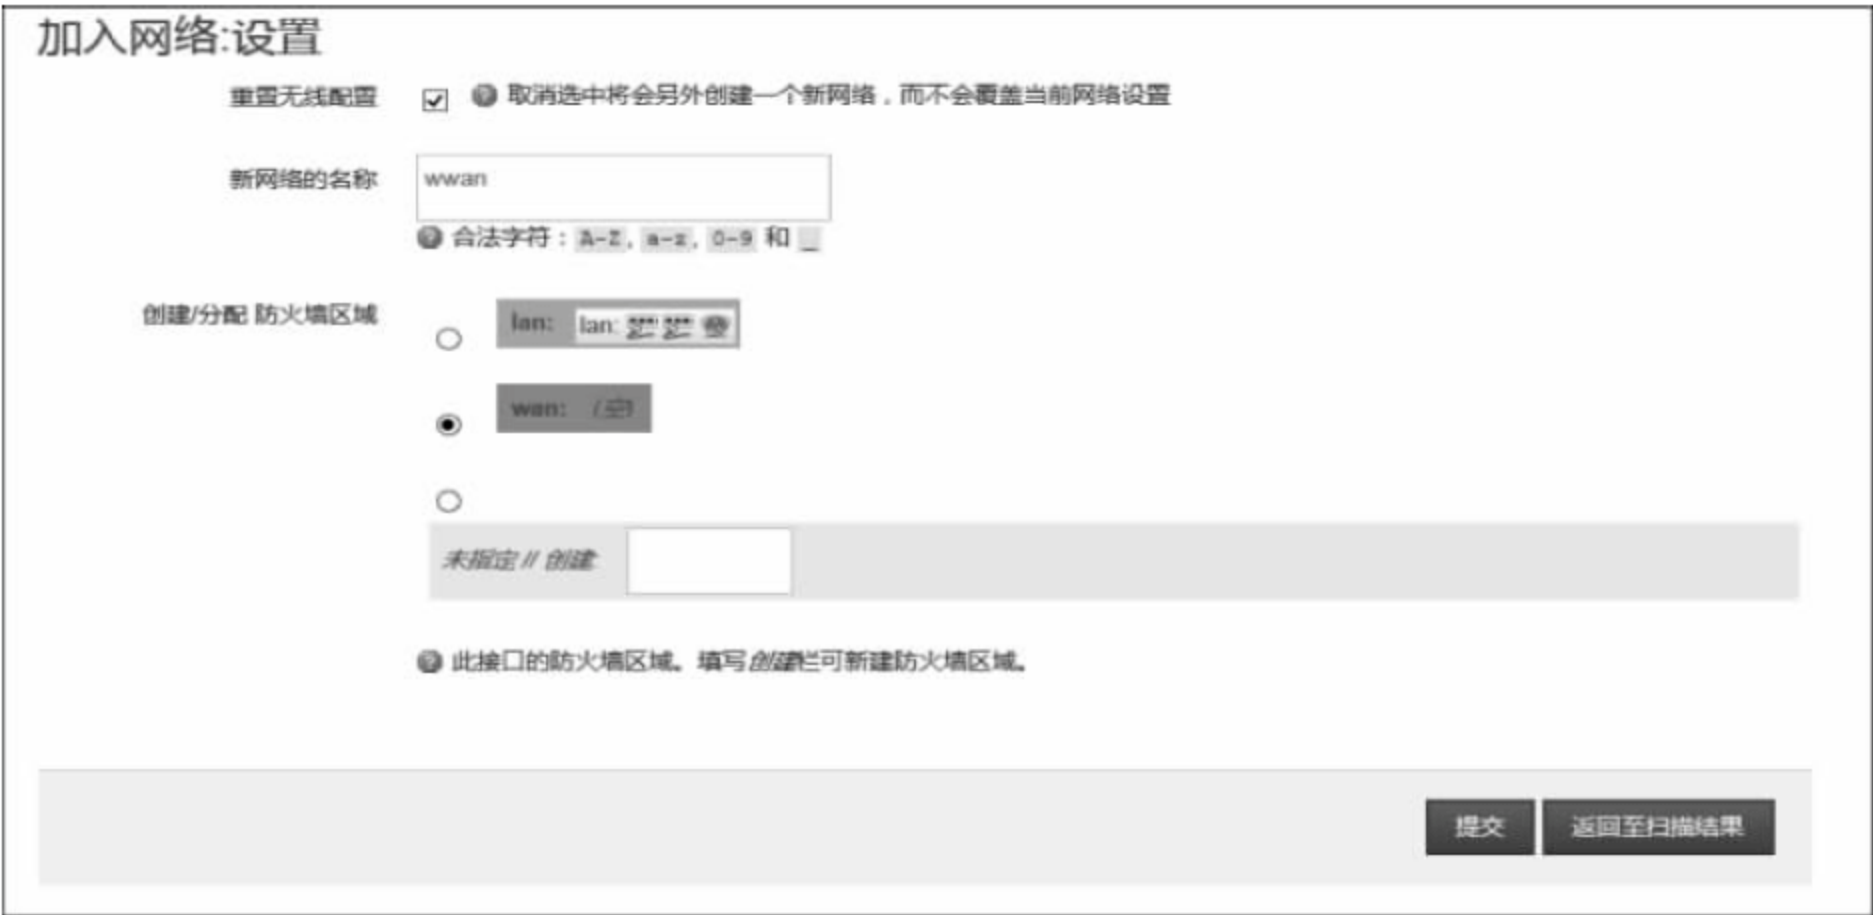 加入网络:设置
重置无线配置 取消选中将会另外创建一个新网络，而不会覆盖当前网络设置
新网络的名称 wwan
合法字符：A-Z, a-z, 0-9 和 _
创建/分配 防火墙区域 lan: lan:
wan: (空)
未指定 // 创建:
此接口的防火墙区域。填写创建栏可新建防火墙区域。
提交 返回至扫描结果